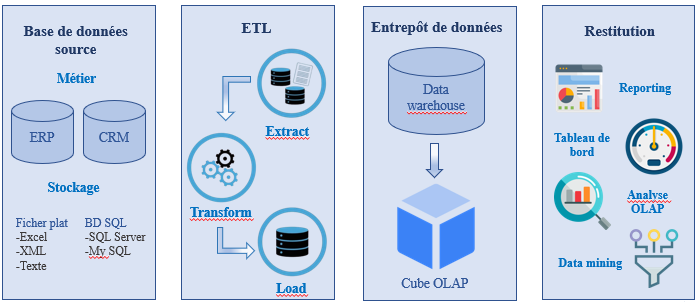 Base de données
source
Métier
ERP
CRM
Stockage
Ficher plat
-Excel
-XML
-Texte
BD SQL
-SQL Server
-My SQL
ETL
Extract
Transform
Load
Entrepôt de données
Data
warehouse
Cube OLAP
Restitution
Reporting
Tableau de
bord
Analyse
OLAP
Data mining